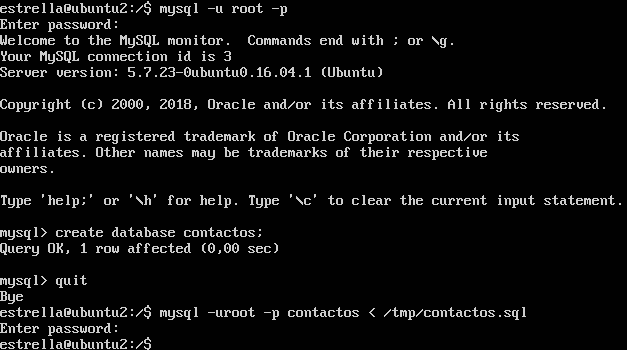 estrella@ubuntu2:/$ mysql -u root -p
Enter password:
Welcome to the MySQL monitor.  Commands end with ; or \g.
Your MySQL connection id is 3
Server version: 5.7.23-0ubuntu0.16.04.1 (Ubuntu)
Copyright (c) 2000, 2018, Oracle and/or its affiliates. All rights reserved.
Oracle is a registered trademark of Oracle Corporation and/or its
affiliates. Other names may be trademarks of their respective
owners.
Type 'help;' or '\h' for help. Type '\c' to clear the current input statement.
mysql> create database contactos;
Query OK, 1 row affected (0,00 sec)
mysql> quit
Bye
estrella@ubuntu2:/$ mysql -uroot -p contactos < /tmp/contactos.sql
Enter password:
estrella@ubuntu2:/$